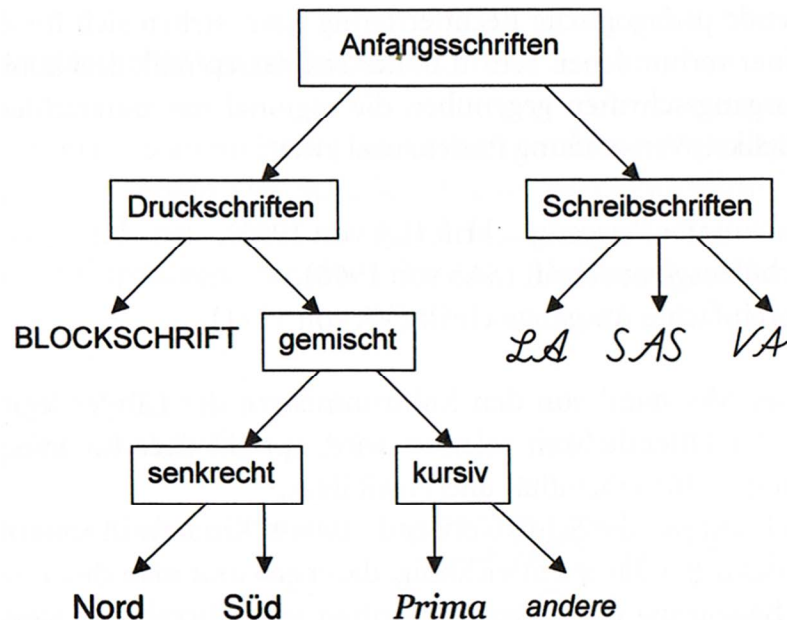 Anfangsschriften
Druckschriften Schreibschriften
BLOCKSCHRIFT gemischt LA SAS VA
senkrecht kursiv
Nord Süd Prima andere